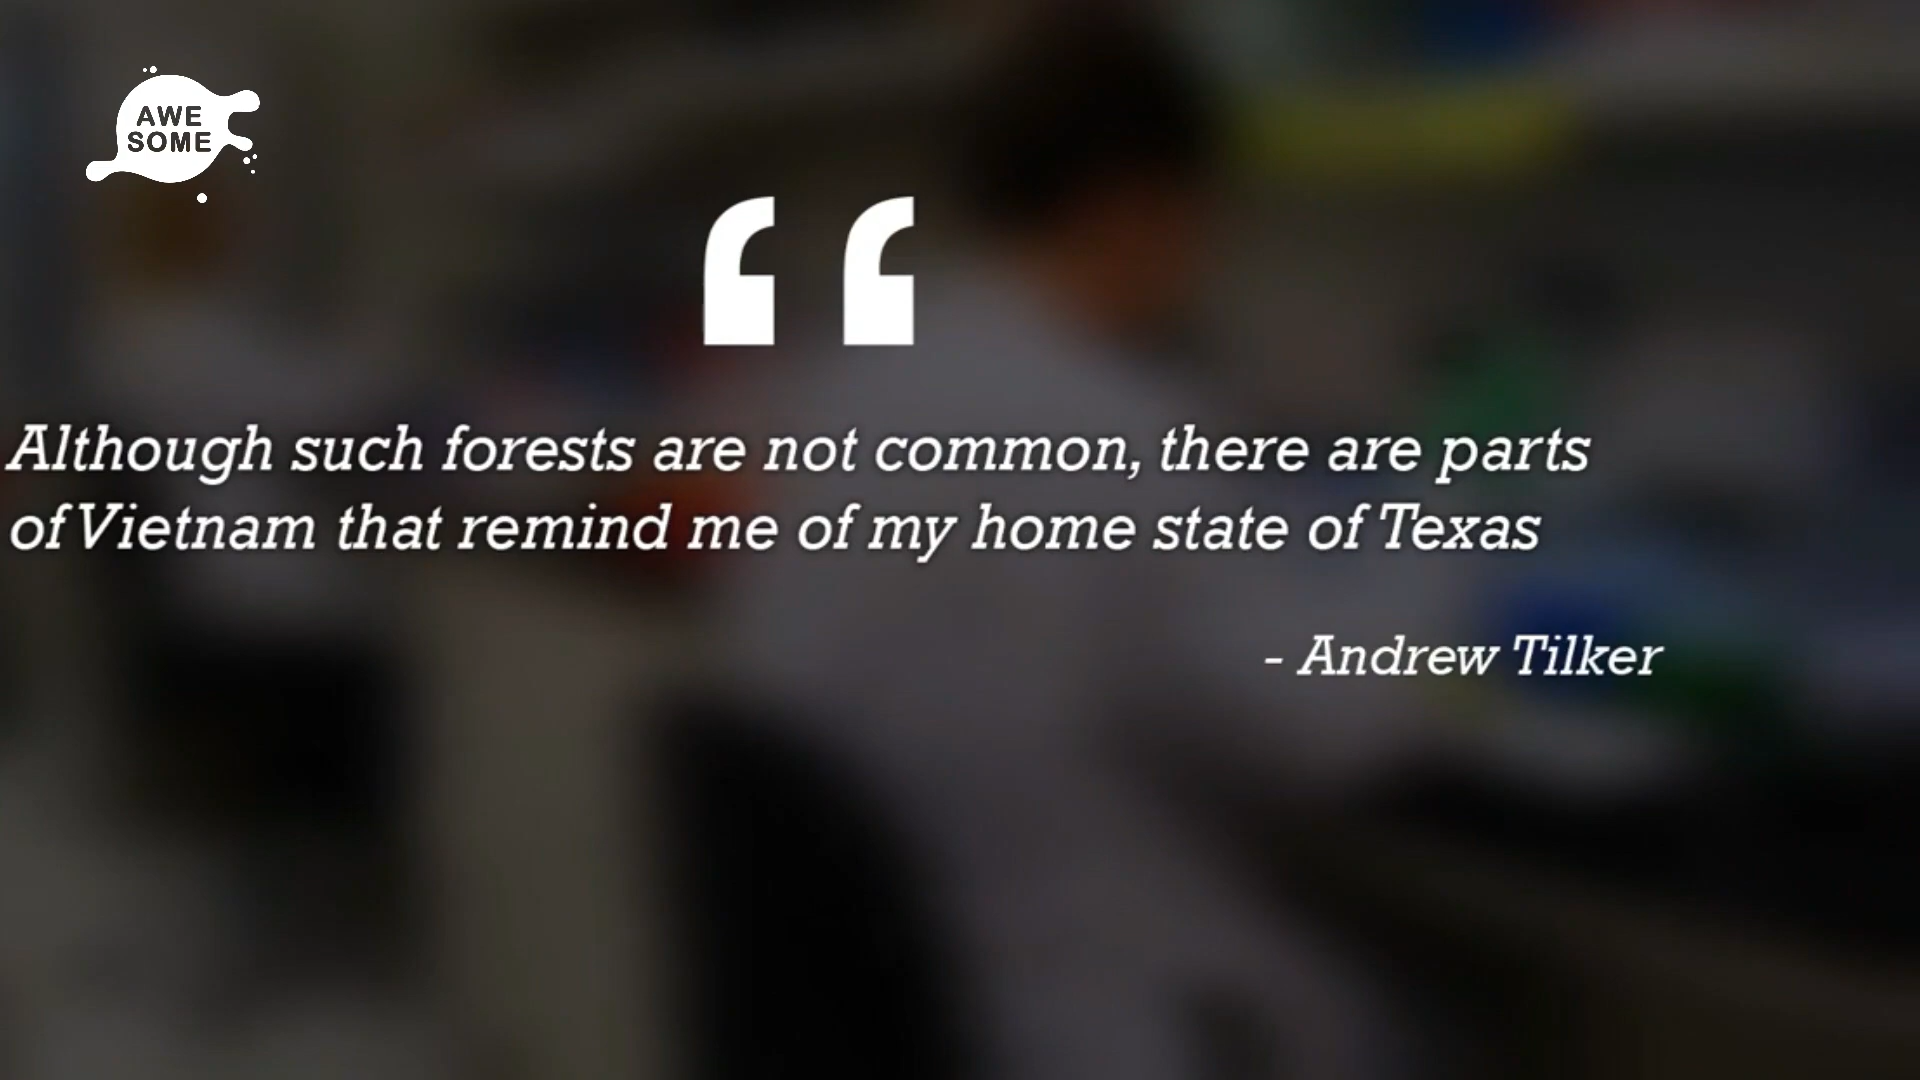 AWE
SOME
“
Although such forests are not common, there are parts
of Vietnam that remind me of my home state of Texas
- Andrew Tilker